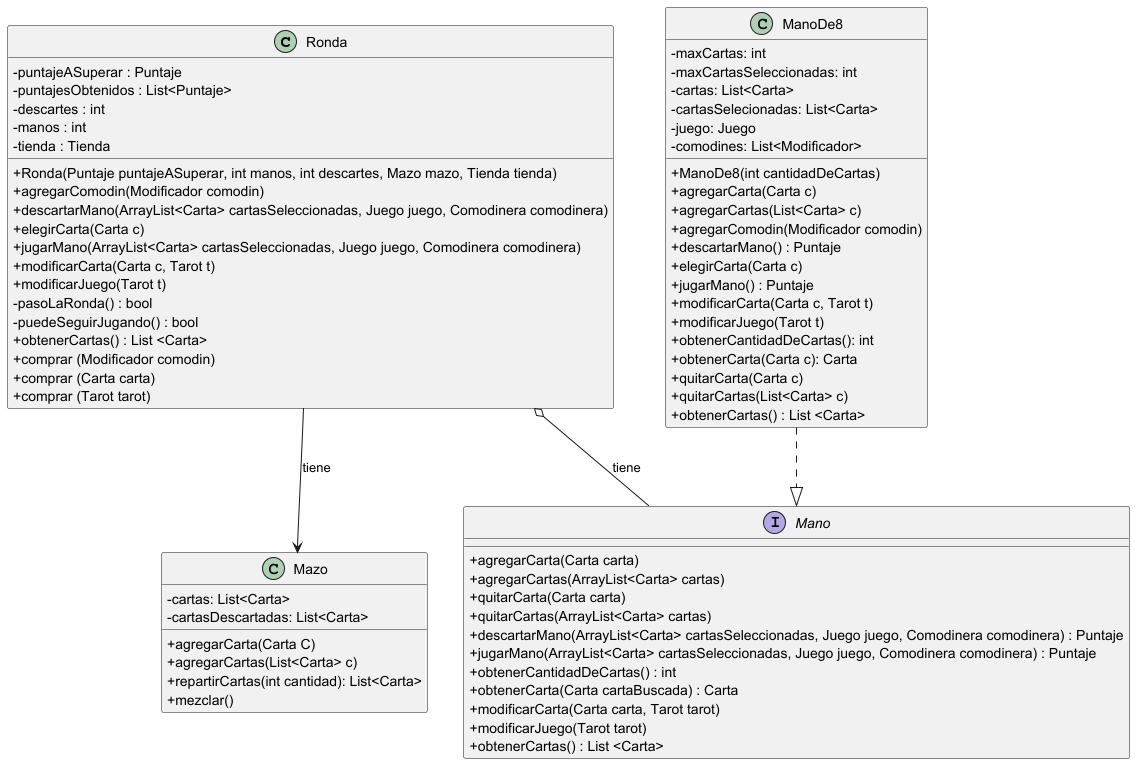 C Ronda
-puntajeASuperar : Puntaje
-puntajesObtenidos : List<Puntaje>
-descartes : int
-manos : int
-tienda : Tienda
+Ronda(Puntaje puntajeASuperar, int manos, int descartes, Mazo mazo, Tienda tienda)
+agregarComodin(Modificador comodin)
+descartarMano(ArrayList<Carta> cartasSeleccionadas, Juego juego, Comodinera comodinera)
+elegirCarta(Carta c)
+jugarMano(ArrayList<Carta> cartasSeleccionadas, Juego juego, Comodinera comodinera)
+modificarCarta(Carta c, Tarot t)
+modificarJuego(Tarot t)
-pasoLaRonda() : bool
-puedeSeguirJugando() : bool
+obtenerCartas() : List <Carta>
+comprar (Modificador comodin)
+comprar (Carta carta)
+comprar (Tarot tarot)
C ManoDe8
-maxCartas: int
-maxCartasSeleccionadas: int
-cartas: List<Carta>
-cartasSelecionadas: List<Carta>
-juego: Juego
-comodines: List<Modificador>
+ManoDe8(int cantidadDeCartas)
+agregarCarta(Carta c)
+agregarCartas(List<Carta> c)
+agregarComodin(Modificador comodin)
+descartarMano() : Puntaje
+elegirCarta(Carta c)
+jugarMano() : Puntaje
+modificarCarta(Carta c, Tarot t)
+modificarJuego(Tarot t)
+obtenerCantidadDeCartas(): int
+obtenerCarta(Carta c): Carta
+quitarCarta(Carta c)
+quitarCartas(List<Carta> c)
+obtenerCartas() : List <Carta>
tiene
tiene
C Mazo
-cartas: List<Carta>
-cartasDescartadas: List<Carta>
+agregarCarta(Carta C)
+agregarCartas(List<Carta> c)
+repartirCartas(int cantidad): List<Carta>
+mezclar()
I Mano
+agregarCarta(Carta carta)
+agregarCartas(ArrayList<Carta> cartas)
+quitarCarta(Carta carta)
+quitarCartas(ArrayList<Carta> cartas)
+descartarMano(ArrayList<Carta> cartasSeleccionadas, Juego juego, Comodinera comodinera) : Puntaje
+jugarMano(ArrayList<Carta> cartasSeleccionadas, Juego juego, Comodinera comodinera) : Puntaje
+obtenerCantidadDeCartas() : int
+obtenerCarta(Carta cartaBuscada) : Carta
+modificarCarta(Carta carta, Tarot tarot)
+modificarJuego(Tarot tarot)
+obtenerCartas() : List <Carta>